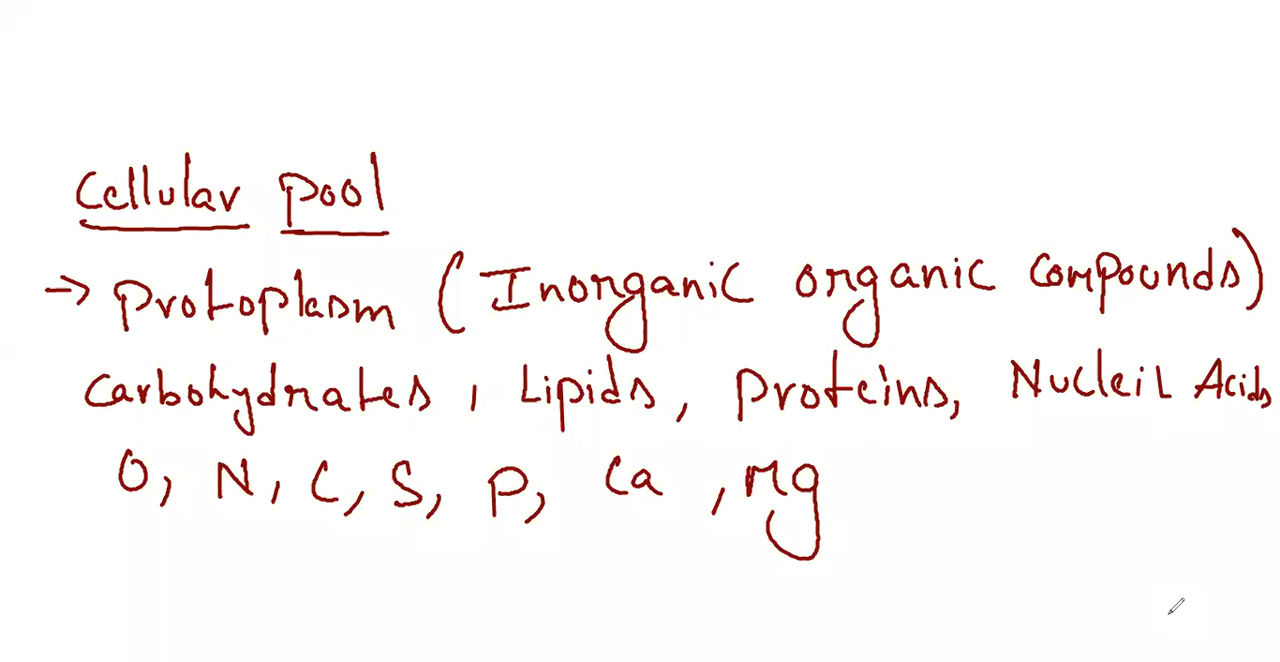 Cellular pool
→ Protoplasm ( Inorganic organic compounds)
Carbohydrates, Lipids, Proteins, Nucleic Acids
O, N, C, S, P, Ca, Mg